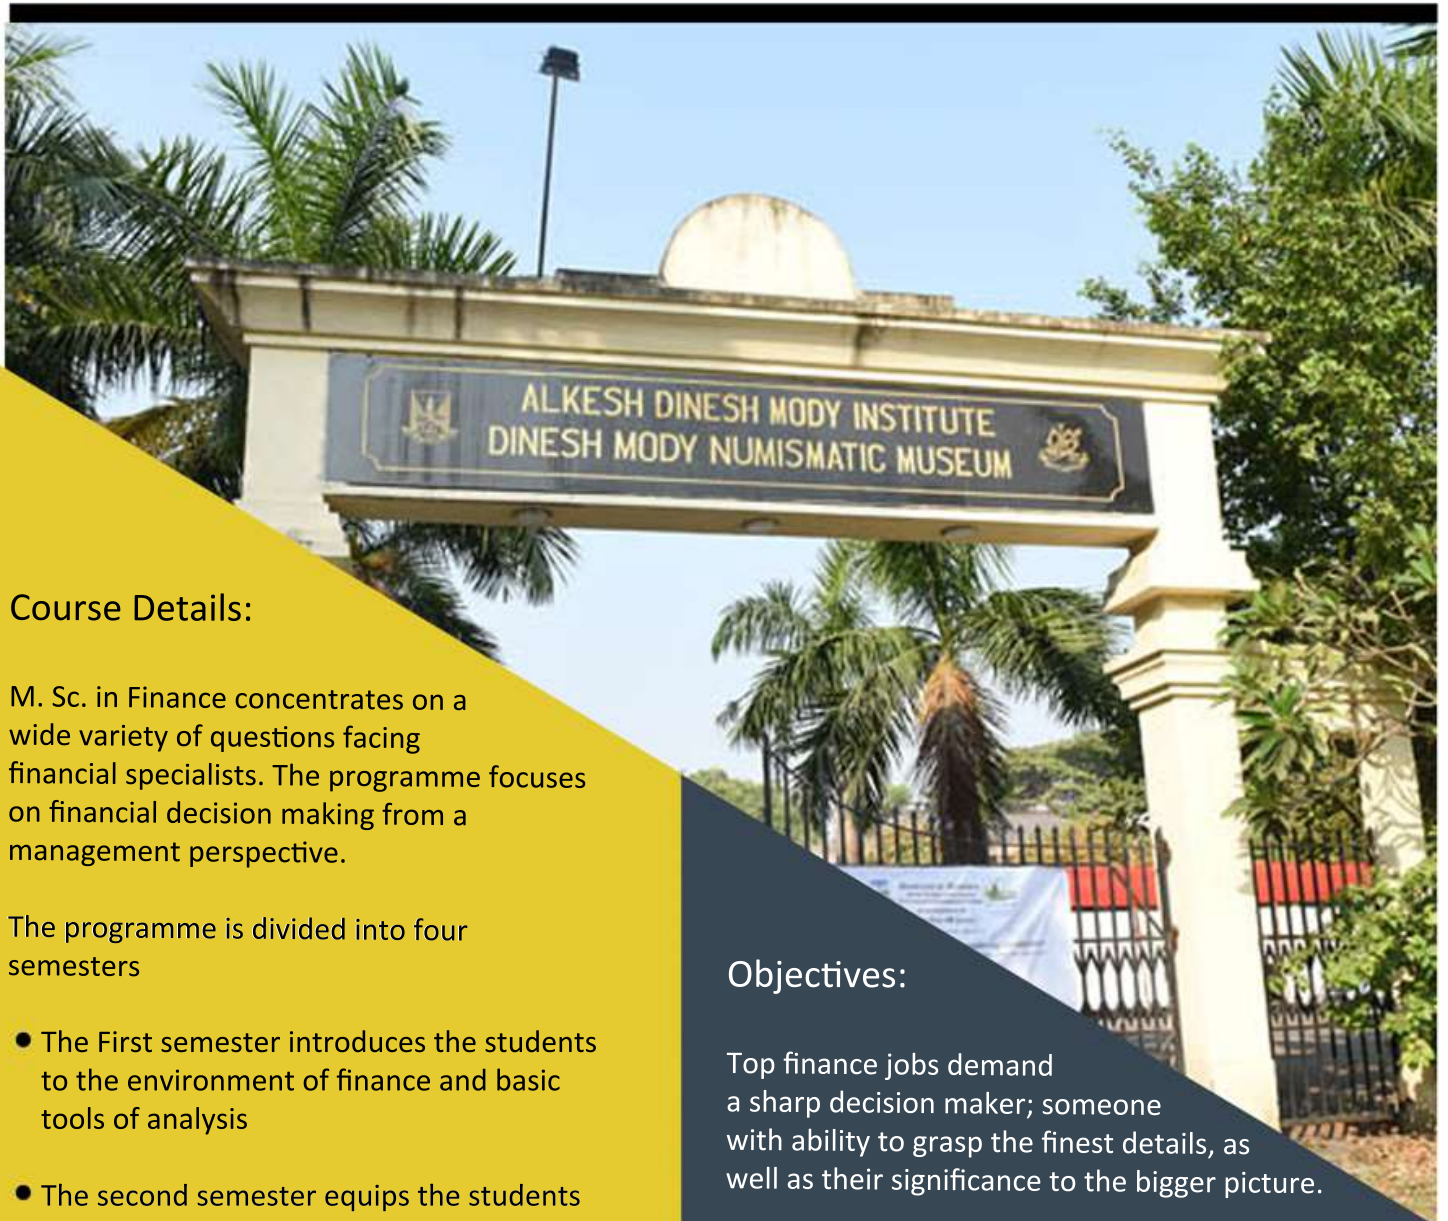 ALKESH DINESH MODY INSTITUTE
DINESH MODY NUMISMATIC MUSEUM
Course Details:
M. Sc. in Finance concentrates on a
wide variety of questions facing
financial specialists. The programme focuses
on financial decision making from a
management perspective.
The programme is divided into four
semesters
● The First semester introduces the students
to the environment of finance and basic
tools of analysis
● The second semester equips the students
Objectives:
Top finance jobs demand
a sharp decision maker; someone
with ability to grasp the finest details, as
well as their significance to the bigger picture.